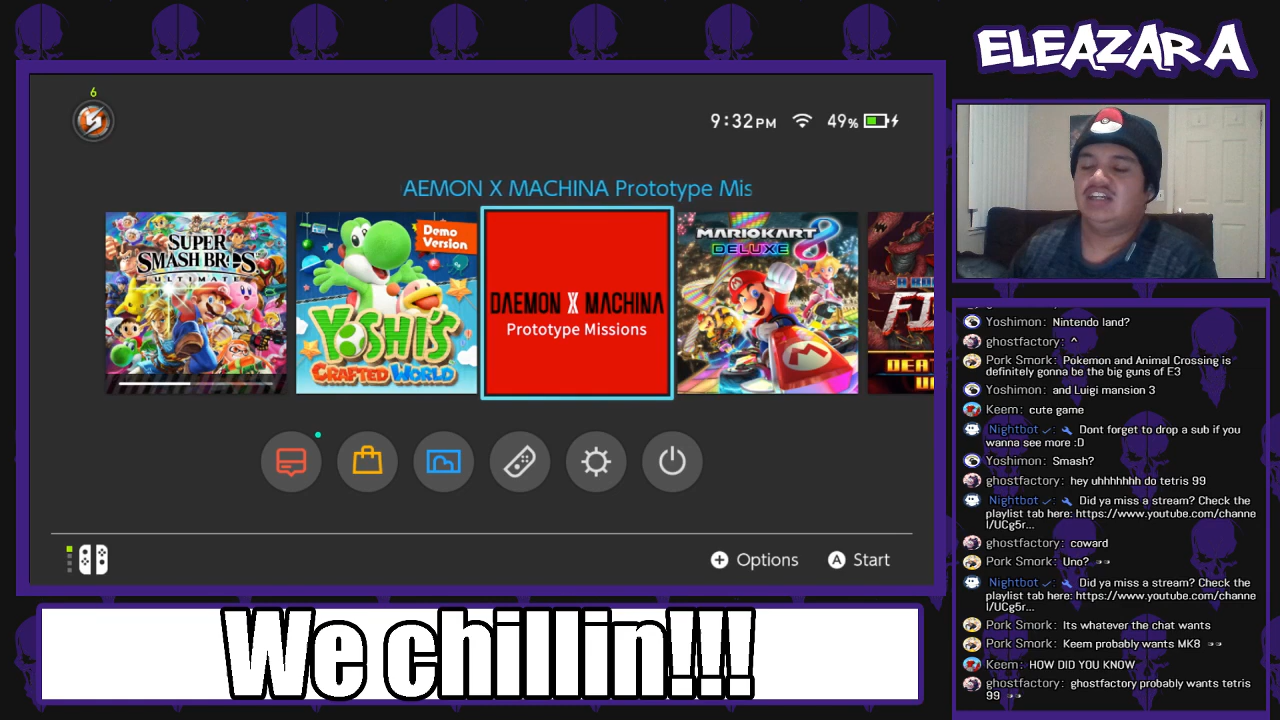 ELEAZAR A
6
9:32 PM
49%
AEMON X MACHINA Prototype Mis
SUPER
SMASH BROS
ULTIMATE
Demo
Version
YOSHI'S
CRAFTED WORLD
DAEMON X MACHINA
Prototype Missions
MARIOKART 8
DELUXE
Options
Start
We chillin!!!
Yoshimon: Nintendo land?
ghostfactory: ^
Pork Smork: Pokemon and Animal Crossing is
definitely gonna be the big guns of E3
Yoshimon: and Luigi mansion 3
Keem: cute game
Nightbot: Dont forget to drop a sub if you
wanna see more :D
Yoshimon: Smash?
ghostfactory: hey uhhhhhhh do tetris 99
Nightbot: Did ya miss a stream? Check the
playlist tab here: https://www.youtube.com/channe
l/UCg5r...
ghostfactory: coward
Pork Smork: Uno?
Nightbot: Did ya miss a stream? Check the
playlist tab here: https://www.youtube.com/channe
l/UCg5r...
Pork Smork: Its whatever the chat wants
Pork Smork: Keem probably wants MK8
Keem: HOW DID YOU KNOW
ghostfactory: ghostfactory probably wants tetris
99